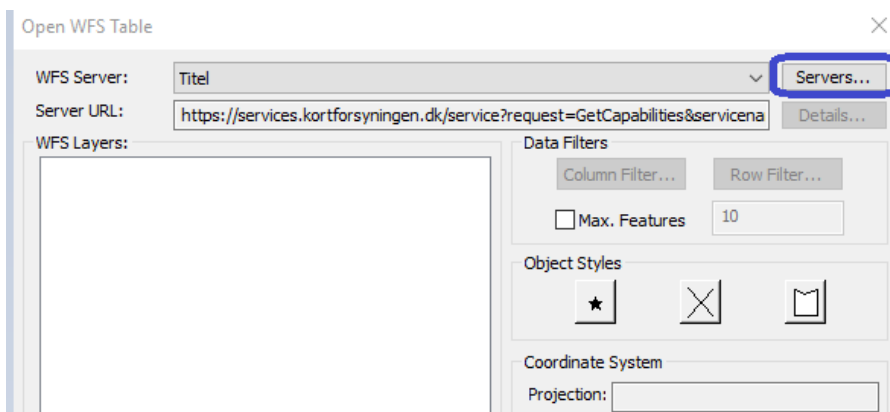 Open WFS Table
WFS Server: Titel Servers...
Server URL: https://services.kortforsyningen.dk/service?request=GetCapabilities&servicena Details...
WFS Layers:
Data Filters
Column Filter... Row Filter...
Max. Features 10
Object Styles
Coordinate System
Projection: